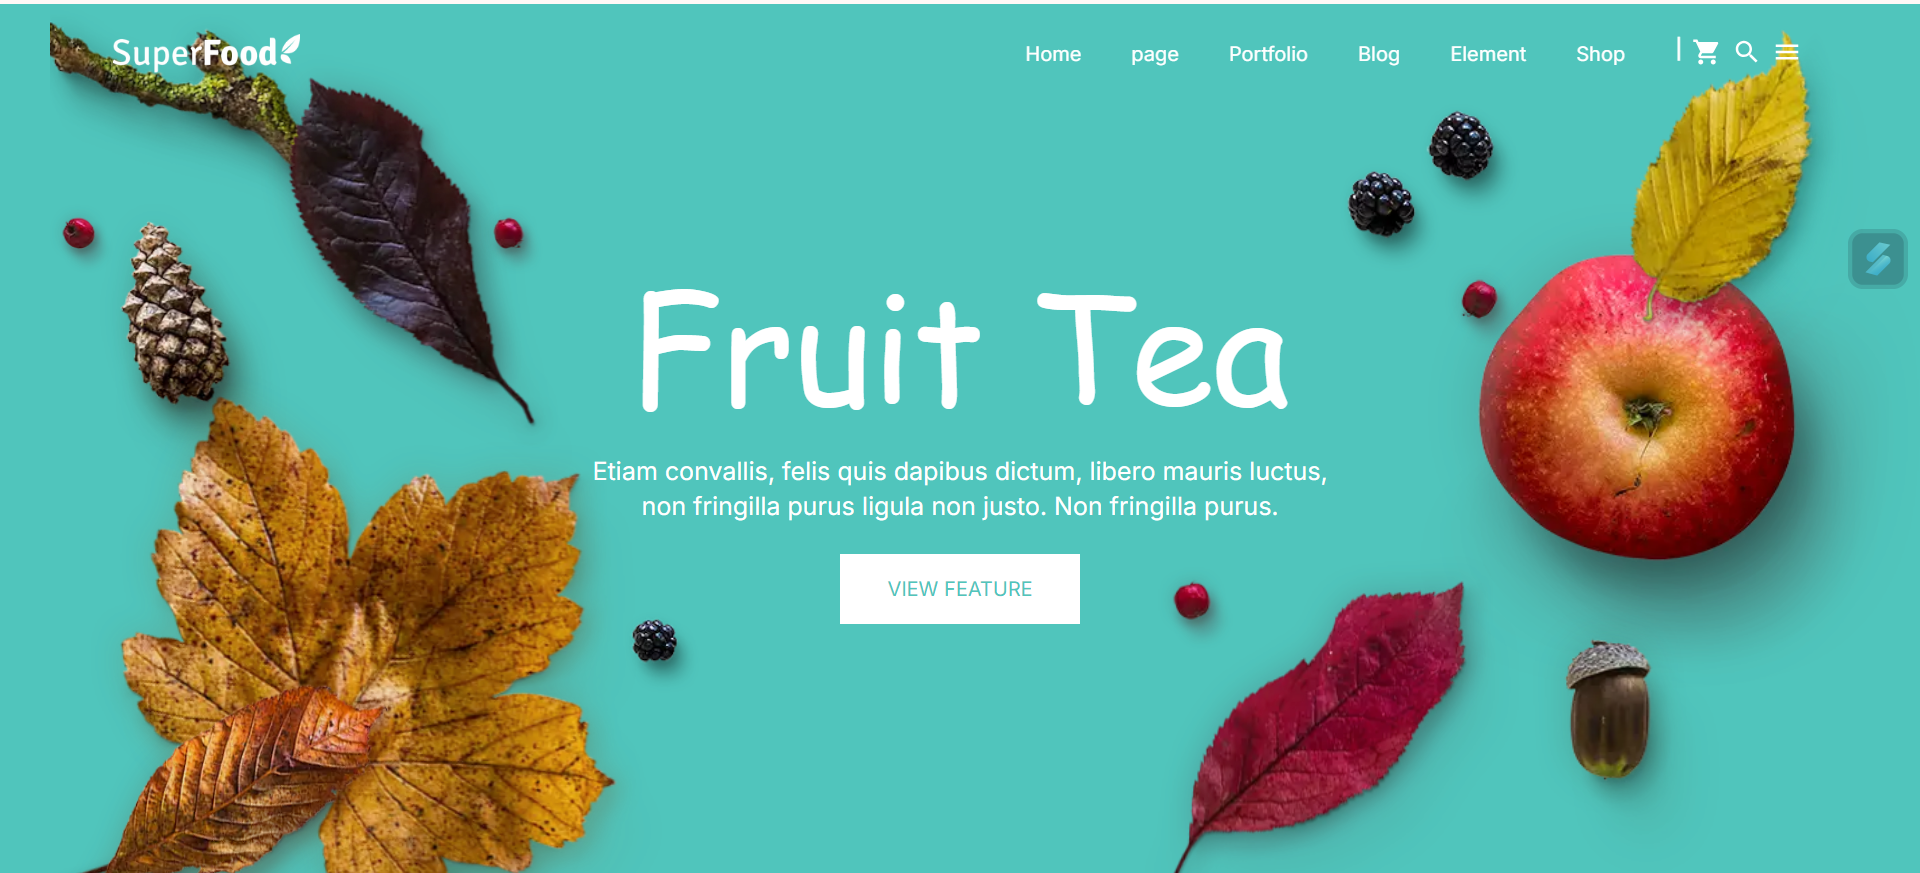 SuperFood
Home page Portfolio Blog Element Shop
Fruit Tea
Etiam convallis, felis quis dapibus dictum, libero mauris luctus,
non fringilla purus ligula non justo. Non fringilla purus.
VIEW FEATURE